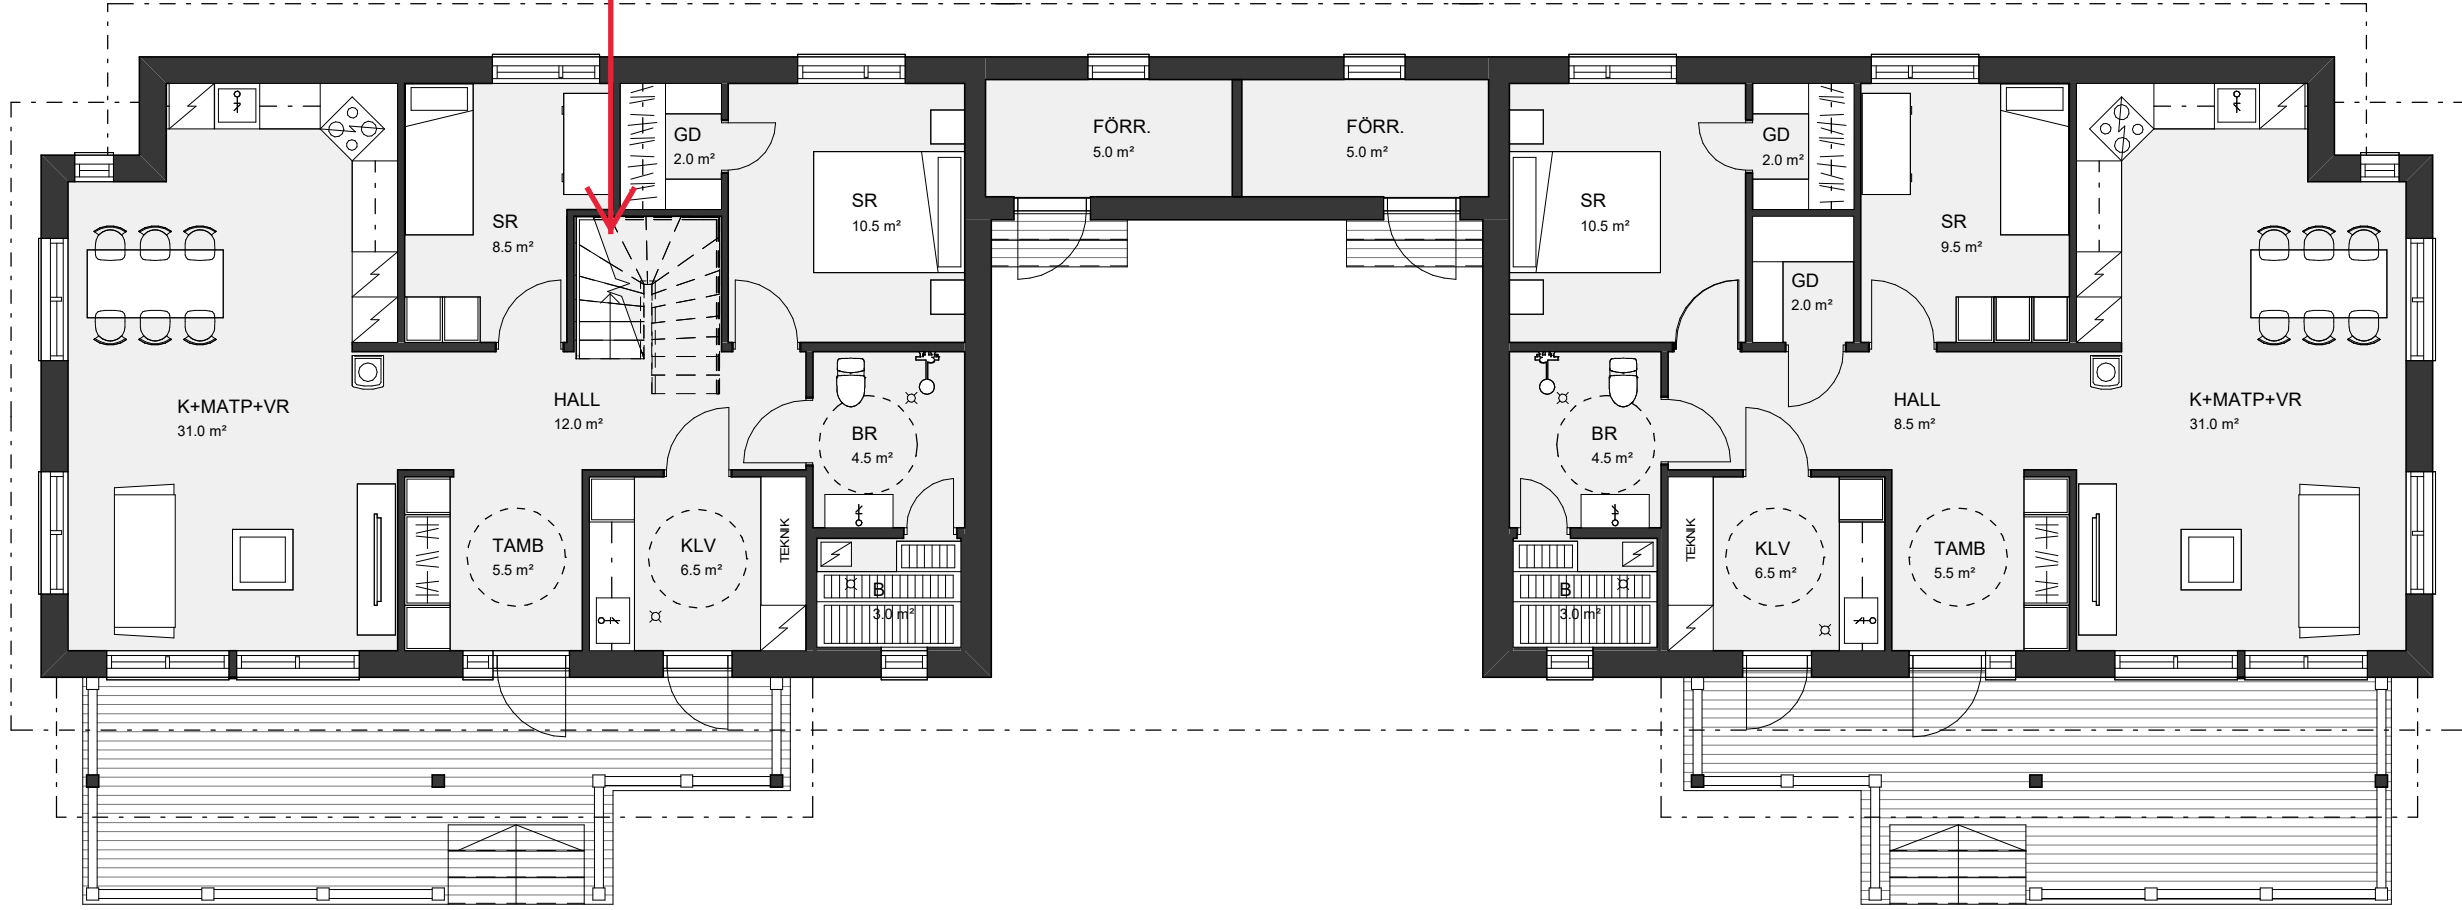 FÖRR.
5.0 m²
FÖRR.
5.0 m²
GD
2.0 m²
GD
2.0 m²
SR
10.5 m²
SR
10.5 m²
SR
8.5 m²
SR
9.5 m²
GD
2.0 m²
K+MATP+VR
31.0 m²
HALL
12.0 m²
HALL
8.5 m²
K+MATP+VR
31.0 m²
BR
4.5 m²
BR
4.5 m²
TAMB
5.5 m²
KLV
6.5 m²
TEKNIK
TEKNIK
KLV
6.5 m²
TAMB
5.5 m²
B
3.0 m²
B
3.0 m²